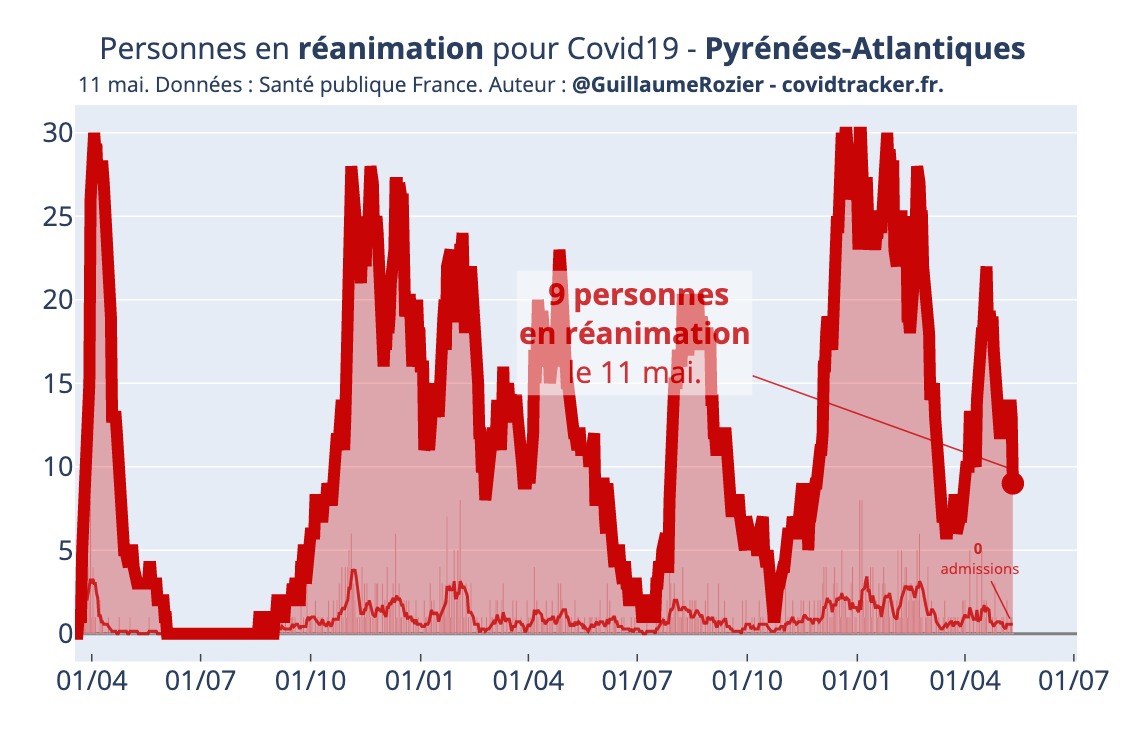 Personnes en réanimation pour Covid19 - Pyrénées-Atlantiques
11 mai. Données : Santé publique France. Auteur : @GuillaumeRozier - covidtracker.fr.
30
25
20
15
10
5
0
9 personnes
en réanimation
le 11 mai.
0
admissions
01/04 01/07 01/10 01/01 01/04 01/07 01/10 01/01 01/04 01/07